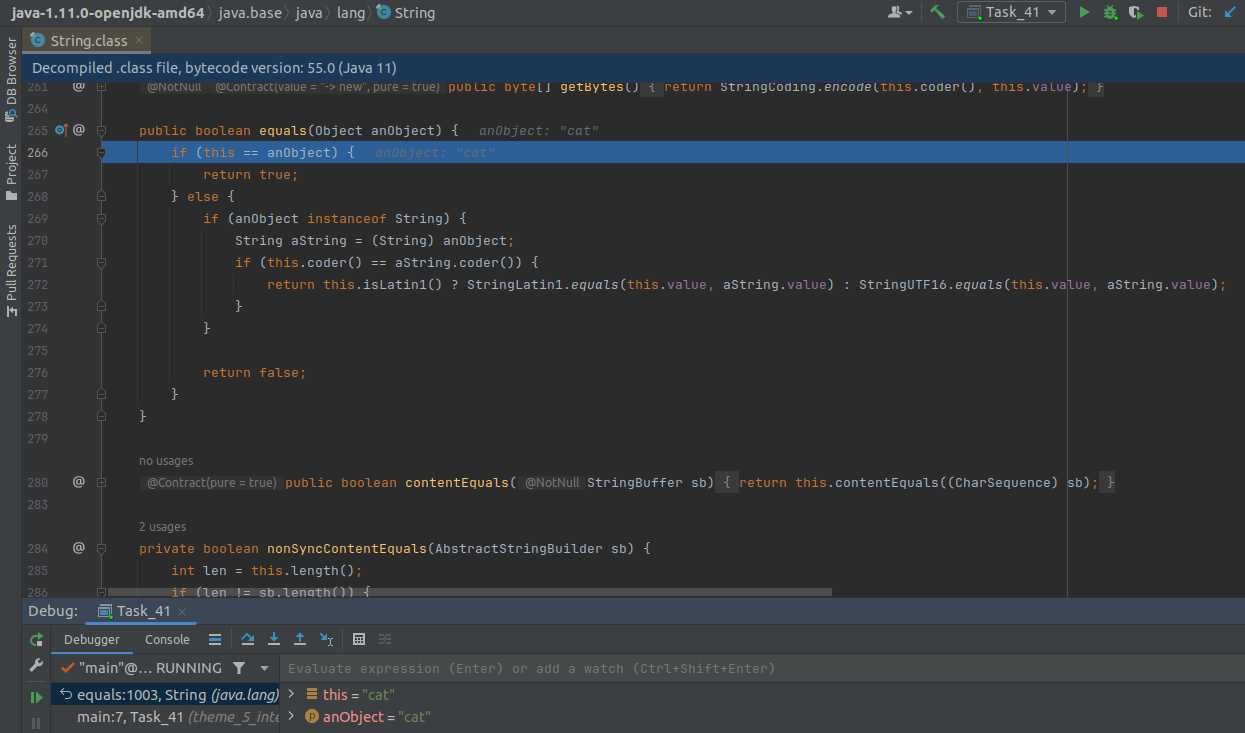 java-1.11.0-openjdk-amd64 java.base java lang String Task_41 Git:
String.class
Decompiled .class file, bytecode version: 55.0 (Java 11)
DB Browser
Project
Pull Requests
261 @ @NotNull @Contract(value = "-> new", pure = true) public byte[] getBytes() { return StringCoding.encode(this.coder(), this.value); }
264
265 @ public boolean equals(Object anObject) { anObject: "cat"
266 if (this == anObject) { anObject: "cat"
267 return true;
268 } else {
269 if (anObject instanceof String) {
270 String aString = (String) anObject;
271 if (this.coder() == aString.coder()) {
272 return this.isLatin1() ? StringLatin1.equals(this.value, aString.value) : StringUTF16.equals(this.value, aString.value);
273 }
274 }
275
276 return false;
277 }
278 }
279
no usages
280 @ @Contract(pure = true) public boolean contentEquals( @NotNull StringBuffer sb) { return this.contentEquals((CharSequence) sb); }
283
2 usages
284 @ private boolean nonSyncContentEquals(AbstractStringBuilder sb) {
285 int len = this.length();
286 if (len != sb.length()) {
Debug: Task_41
Debugger Console
"main"@... RUNNING Evaluate expression (Enter) or add a watch (Ctrl+Shift+Enter)
equals:1003, String (java.lang) this = "cat"
main:7, Task_41 (theme_5_inte p anObject = "cat"